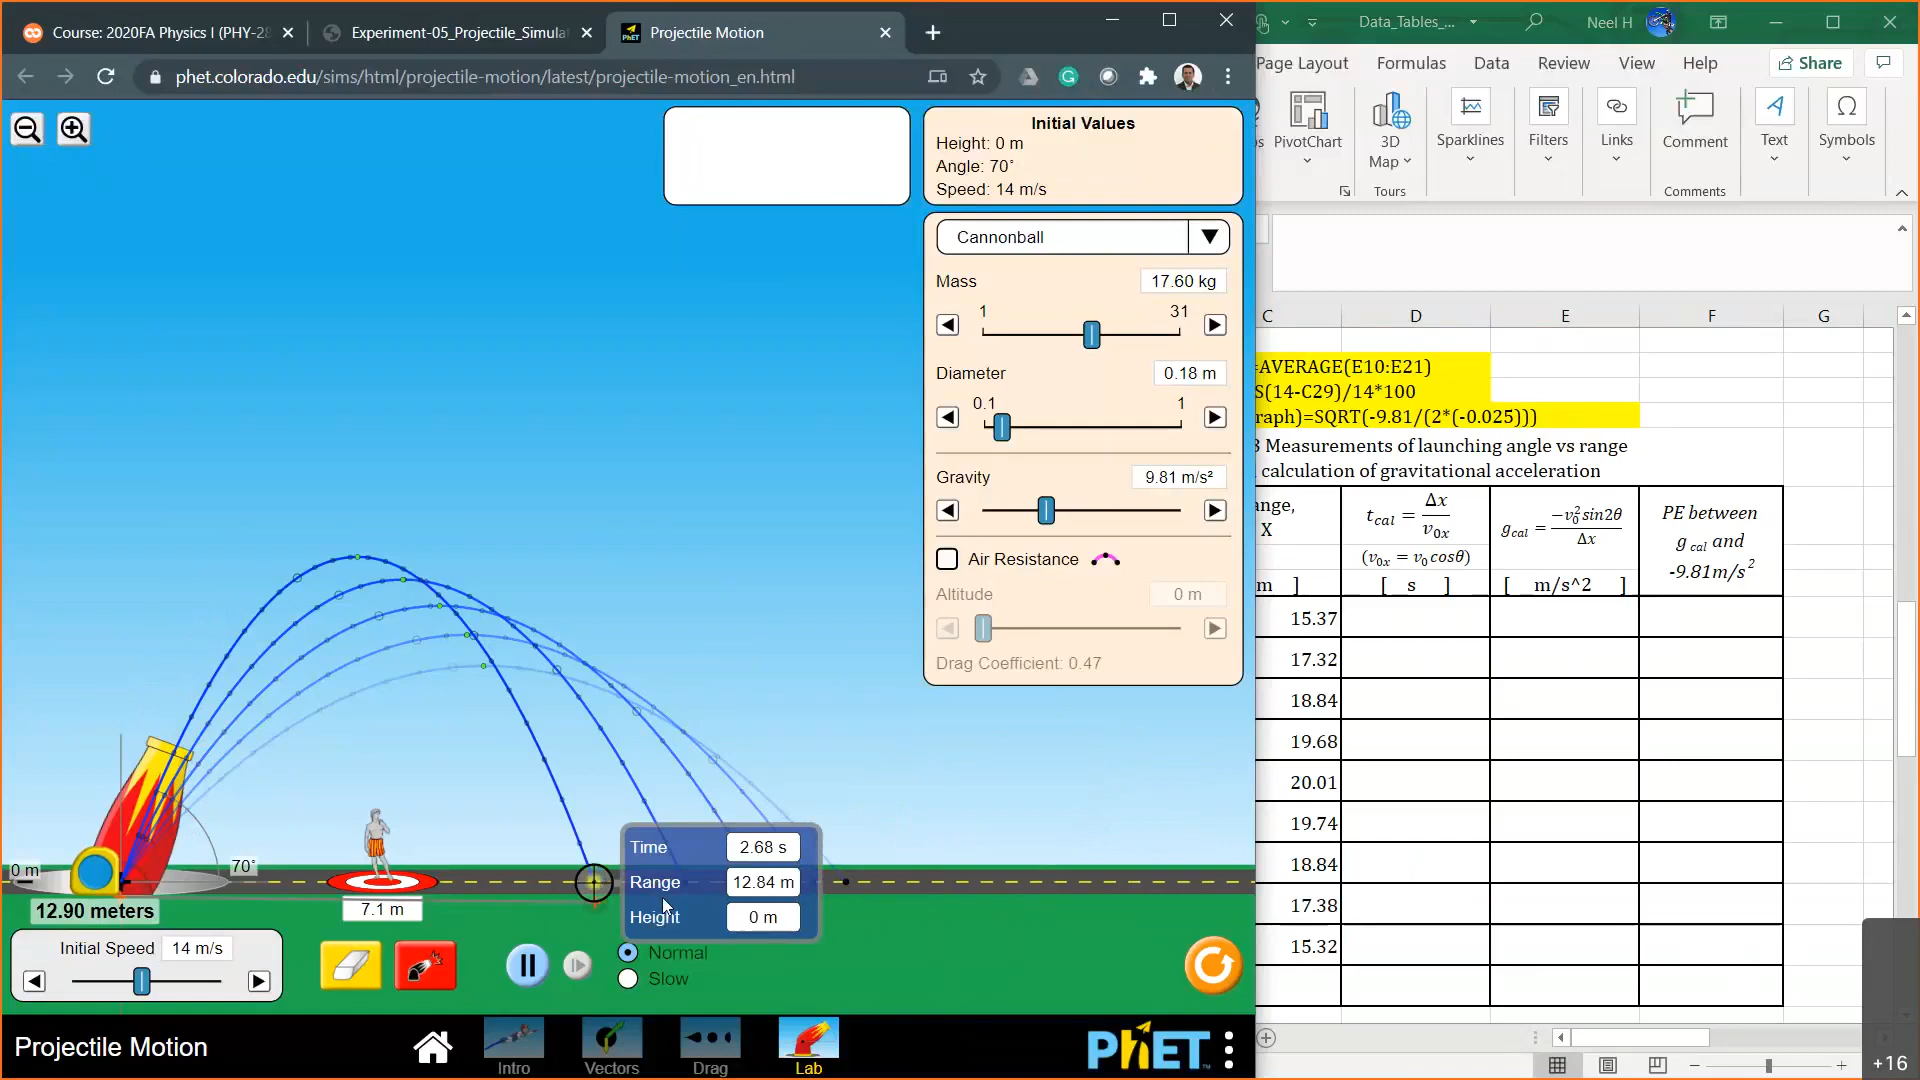 Course: 2020FA Physics I (PHY-28
Experiment-05_Projectile_Simula
Projectile Motion
phet.colorado.edu/sims/html/projectile-motion/latest/projectile-motion_en.html
Initial Values
Height: 0 m
Angle: 70°
Speed: 14 m/s
Cannonball
Mass
17.60 kg
1
31
Diameter
0.18 m
0.1
1
Gravity
9.81 m/s²
Air Resistance
Altitude
0 m
Drag Coefficient: 0.47
0 m
70°
12.90 meters
7.1 m
Time
2.68 s
Range
12.84 m
Height
0 m
Initial Speed
14 m/s
Normal
Slow
Projectile Motion
Intro
Vectors
Drag
Lab
PhET
Data_Tables_...
Neel H
Page Layout
Formulas
Data
Review
View
Help
Share
PivotChart
3D
Map
Tours
Sparklines
Filters
Links
Comment
Comments
Text
Symbols
C
D
E
F
G
=AVERAGE(E10:E21)
S(14-C29)/14*100
raph)=SQRT(-9.81/(2*(-0.025)))
3 Measurements of launching angle vs range
calculation of gravitational acceleration
nge,
X
m ]
t_cal = Δx/v_0x
(v_0x = v_0 cosθ)
[ s ]
g_cal = -v_0^2 sin2θ/Δx
[ m/s^2 ]
PE between
g cal and
-9.81m/s²
15.37
17.32
18.84
19.68
20.01
19.74
18.84
17.38
15.32
+16